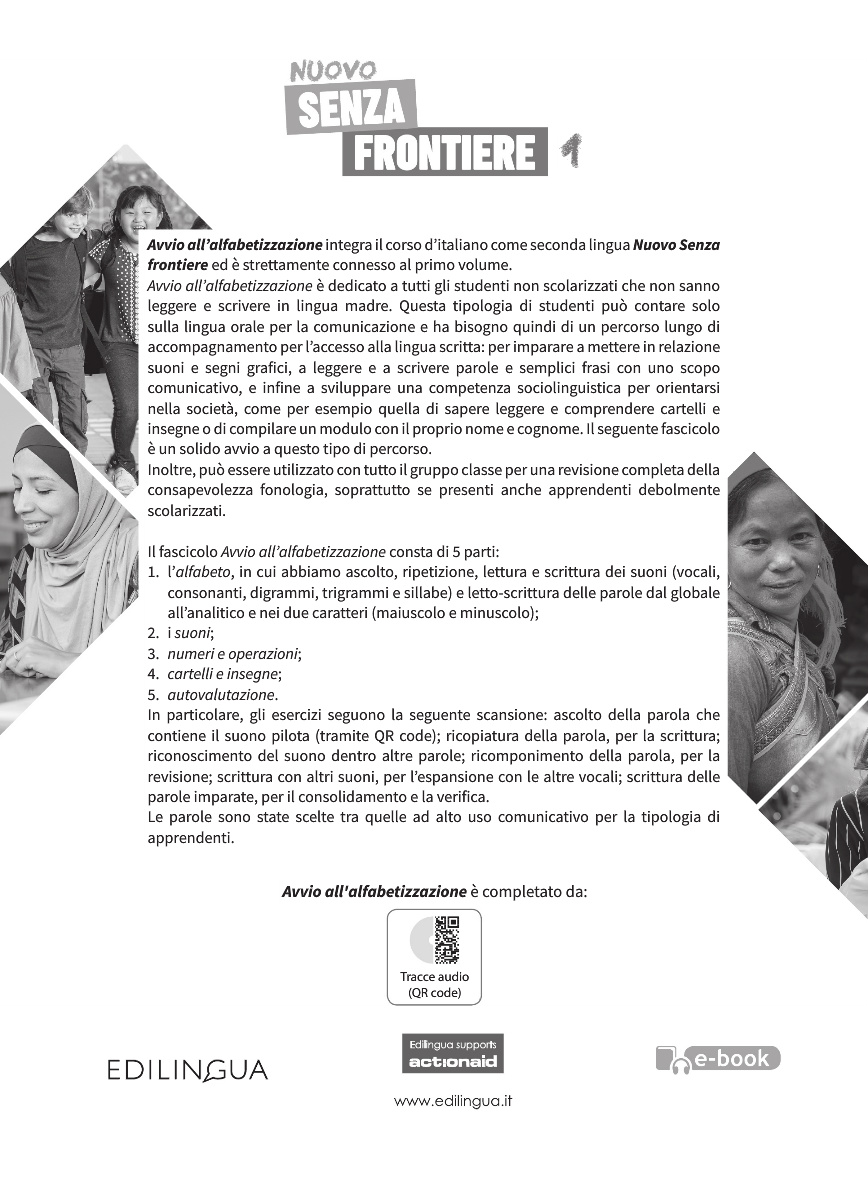 NUOVO
SENZA
FRONTIERE 1
Avvio all'alfabetizzazione integra il corso d'italiano come seconda lingua Nuovo Senza
frontiere ed è strettamente connesso al primo volume.
Avvio all'alfabetizzazione è dedicato a tutti gli studenti non scolarizzati che non sanno
leggere e scrivere in lingua madre. Questa tipologia di studenti può contare solo
sulla lingua orale per la comunicazione e ha bisogno quindi di un percorso lungo di
accompagnamento per l'accesso alla lingua scritta: per imparare a mettere in relazione
suoni e segni grafici, a leggere e a scrivere parole e semplici frasi con uno scopo
comunicativo, e infine a sviluppare una competenza sociolinguistica per orientarsi
nella società, come per esempio quella di sapere leggere e comprendere cartelli e
insegne o di compilare un modulo con il proprio nome e cognome. Il seguente fascicolo
è un solido avvio a questo tipo di percorso.
Inoltre, può essere utilizzato con tutto il gruppo classe per una revisione completa della
consapevolezza fonologia, soprattutto se presenti anche apprendenti debolmente
scolarizzati.
Il fascicolo Avvio all'alfabetizzazione consta di 5 parti:
1. l'alfabeto, in cui abbiamo ascolto, ripetizione, lettura e scrittura dei suoni (vocali,
consonanti, digrammi, trigrammi e sillabe) e letto-scrittura delle parole dal globale
all'analitico e nei due caratteri (maiuscolo e minuscolo);
2. i suoni;
3. numeri e operazioni;
4. cartelli e insegne;
5. autovalutazione.
In particolare, gli esercizi seguono la seguente scansione: ascolto della parola che
contiene il suono pilota (tramite QR code); ricopiatura della parola, per la scrittura;
riconoscimento del suono dentro altre parole; ricomponimento della parola, per la
revisione; scrittura con altri suoni, per l'espansione con le altre vocali; scrittura delle
parole imparate, per il consolidamento e la verifica.
Le parole sono state scelte tra quelle ad alto uso comunicativo per la tipologia di
apprendenti.
Avvio all'alfabetizzazione è completato da:
Tracce audio
(QR code)
Edilingua supports
actionaid
EDILINGUA
e-book
www.edilingua.it